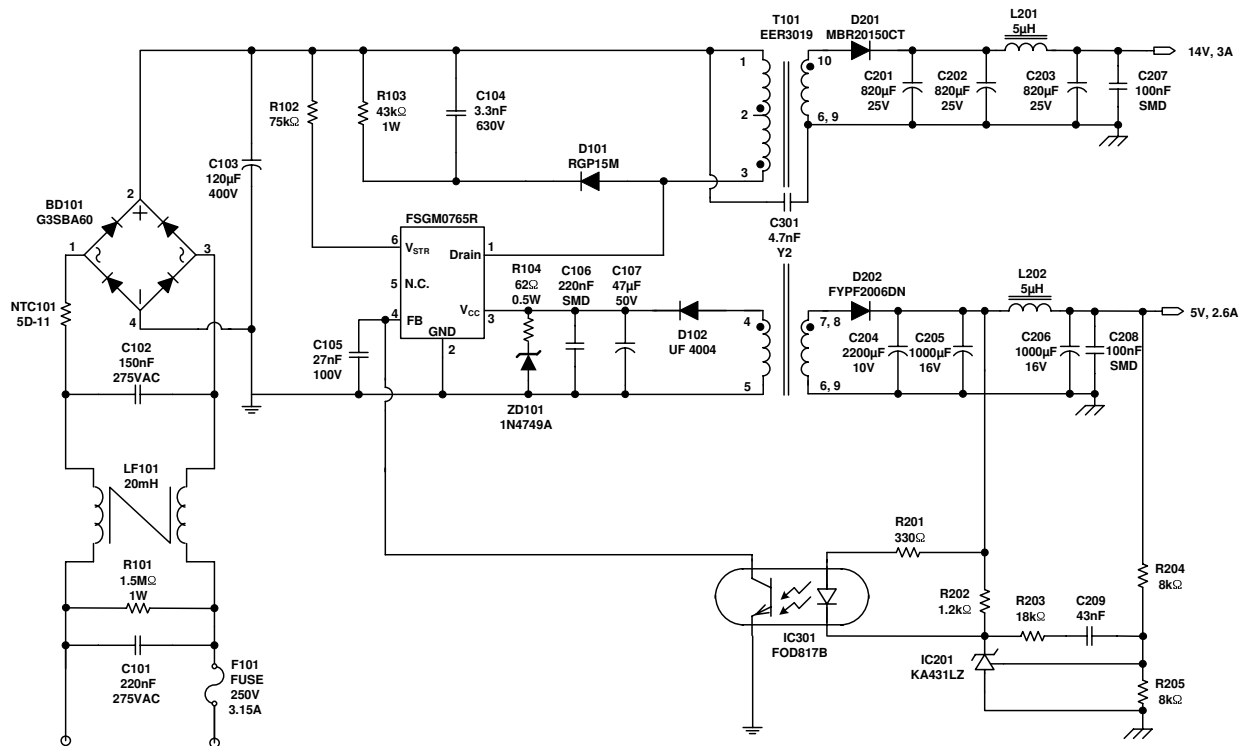 T101
EER3019
D201
MBR20150CT
L201
5µH
14V, 3A
1
2
3
10
6, 9
C201
820µF
25V
C202
820µF
25V
C203
820µF
25V
C207
100nF
SMD
R102
75kΩ
R103
43kΩ
1W
C104
3.3nF
630V
D101
RGP15M
C103
120µF
400V
BD101
G3SBA60
2
1
3
4
NTC101
5D-11
C301
4.7nF
Y2
FSGM0765R
6
VSTR
Drain
1
5
N.C.
4
FB
VCC
3
GND
2
R104
62Ω
0.5W
C106
220nF
SMD
C107
47µF
50V
D102
UF 4004
C105
27nF
100V
ZD101
1N4749A
4
5
D202
FYPF2006DN
L202
5µH
5V, 2.6A
7, 8
6, 9
C204
2200µF
10V
C205
1000µF
16V
C206
1000µF
16V
C208
100nF
SMD
C102
150nF
275VAC
LF101
20mH
R101
1.5MΩ
1W
C101
220nF
275VAC
F101
FUSE
250V
3.15A
R201
330Ω
R202
1.2kΩ
R203
18kΩ
C209
43nF
R204
8kΩ
IC301
FOD817B
IC201
KA431LZ
R205
8kΩ